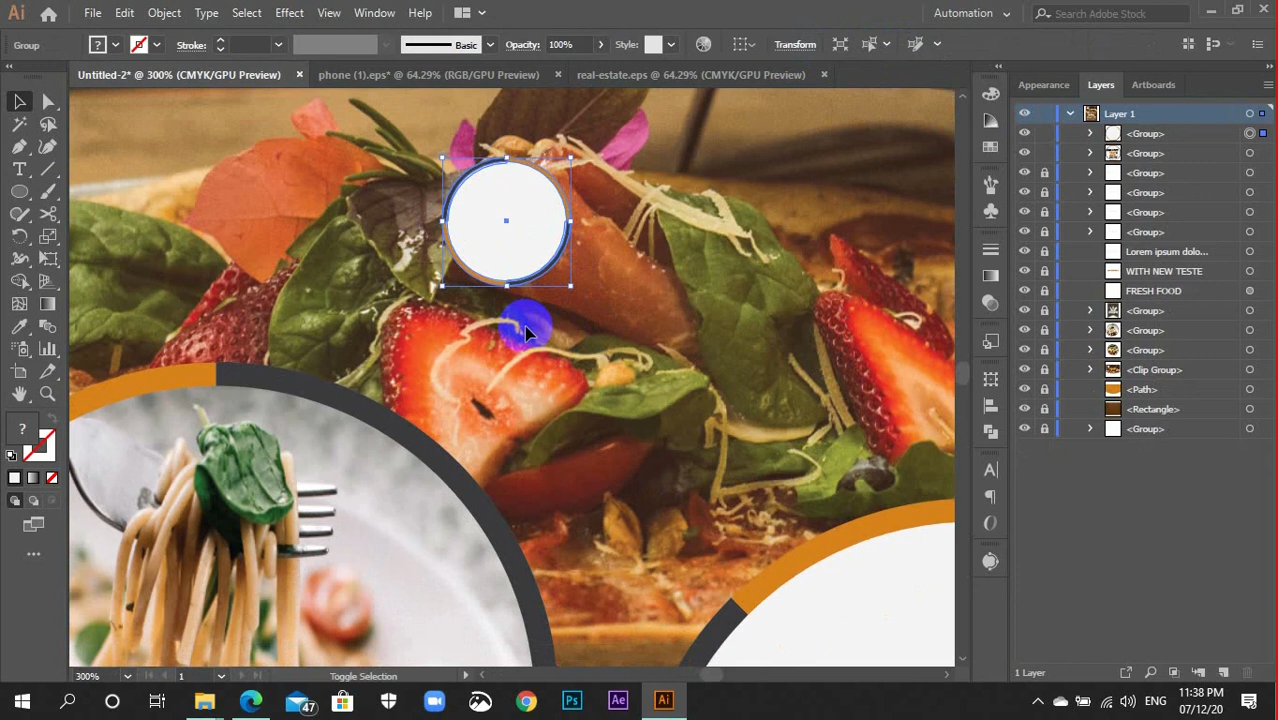 Ai File Edit Object Type Select Effect View Window Help Automation Search Adobe Stock
Group ? Stroke: Basic Opacity: 100% Style: Transform
Untitled-2* @ 300% (CMYK/GPU Preview) × phone (1).eps* @ 64.29% (RGB/GPU Preview) × real-estate.eps @ 64.29% (CMYK/GPU Preview) ×
Appearance Layers Artboards
Layer 1
<Group>
<Group>
<Group>
<Group>
<Group>
<Group>
Lorem ipsum dolo...
WITH NEW TESTE
FRESH FOOD
<Group>
<Group>
<Group>
<Clip Group>
<Path>
<Rectangle>
<Group>
?
300% 1 Toggle Selection 1 Layer
47 Ps Ae Ai ENG 11:38 PM
07/12/20